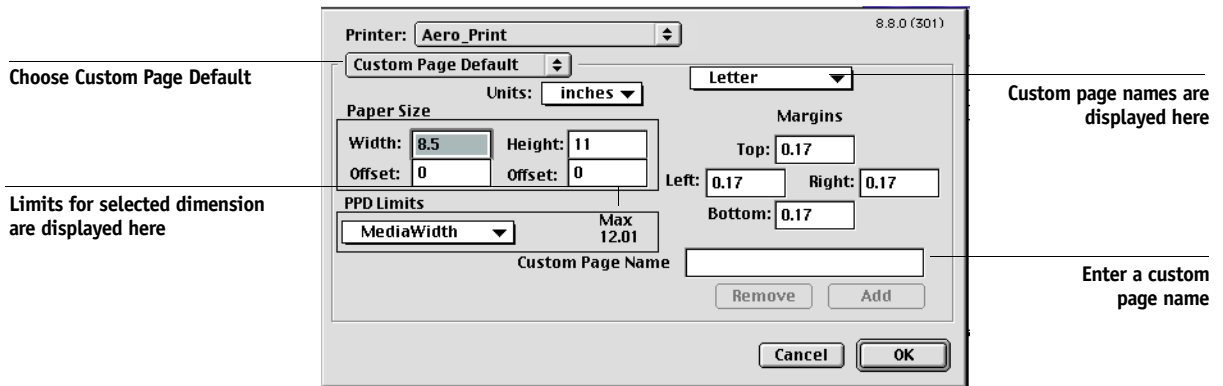 8.8.0 (301)
Printer: Aero_Print
Choose Custom Page Default
Custom Page Default
Letter
Units: inches
Custom page names are
displayed here
Paper Size
Margins
Width: 8.5 Height: 11
Top: 0.17
Offset: 0 Offset: 0
Left: 0.17 Right: 0.17
Limits for selected dimension
are displayed here
PPD Limits
Bottom: 0.17
MediaWidth
Max
12.01
Custom Page Name
Enter a custom
page name
Remove Add
Cancel OK